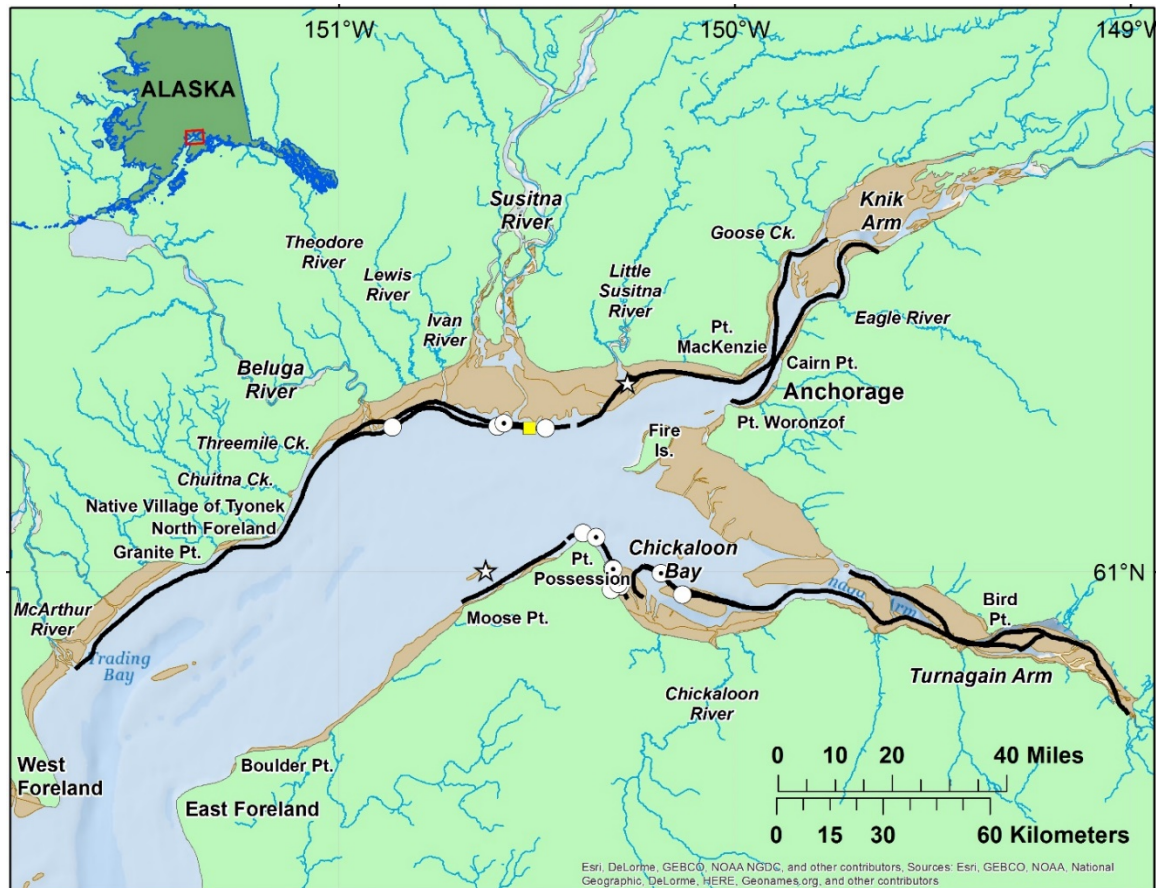 151°W
150°W
149°W
ALASKA
Susitna
River
Knik
Arm
Goose Ck.
Theodore
River
Lewis
River
Little
Susitna
River
Ivan
River
Eagle River
Pt.
MacKenzie
Beluga
River
Cairn Pt.
Anchorage
Pt. Woronzof
Threemile Ck.
Fire
Is.
Chuitna Ck.
Native Village of Tyonek
North Foreland
Granite Pt.
Chickaloon
Bay
Pt.
Possession
61°N
McArthur
River
Moose Pt.
Arm
Bird
Pt.
Trading
Bay
Turnagain Arm
Chickaloon
River
West
Foreland
Boulder Pt.
East Foreland
0 10 20 40 Miles
0 15 30 60 Kilometers
Esri, DeLorme, GEBCO, NOAA NGDC, and other contributors, Sources: Esri, GEBCO, NOAA, National
Geographic, DeLorme, HERE, Geonames.org, and other contributors